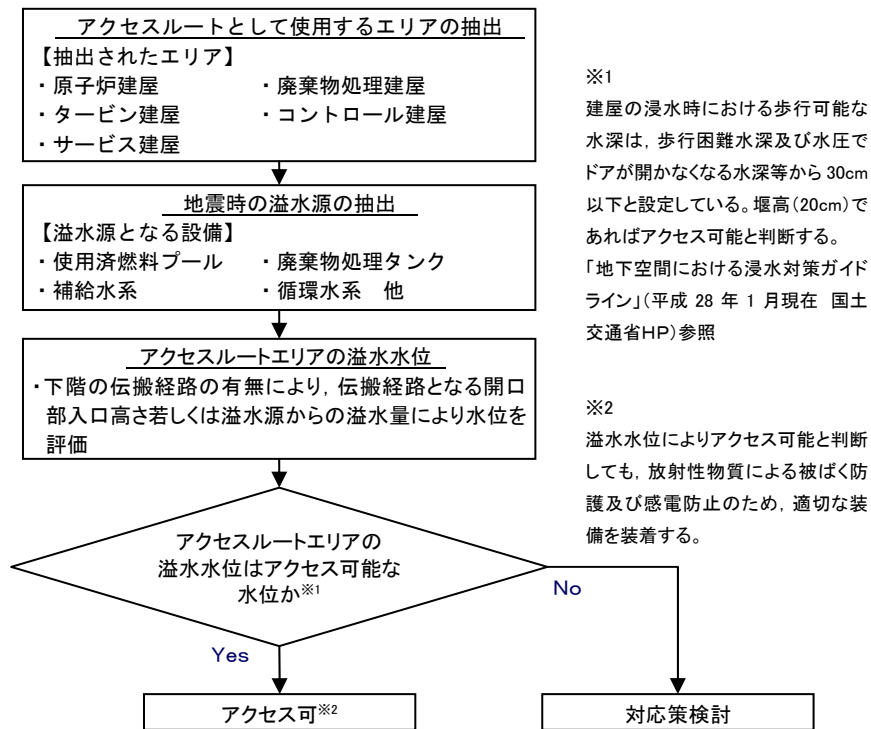 アクセスルートとして使用するエリアの抽出
【抽出されたエリア】
・原子炉建屋　・廃棄物処理建屋
・タービン建屋　・コントロール建屋
・サービス建屋
地震時の溢水源の抽出
【溢水源となる設備】
・使用済燃料プール　・廃棄物処理タンク
・補給水系　・循環水系　他
アクセスルートエリアの溢水水位
・下階の伝搬経路の有無により，伝搬経路となる開口
部入口高さ若しくは溢水源からの溢水量により水位を
評価
アクセスルートエリアの
溢水水位はアクセス可能な
水位か※1
No
Yes
アクセス可※2
対応策検討
※1
建屋の浸水時における歩行可能な
水深は，歩行困難水深及び水圧で
ドアが開かなくなる水深等から 30cm
以下と設定している。堰高（20cm）で
あればアクセス可能と判断する。
「地下空間における浸水対策ガイド
ライン」（平成 28 年 1 月現在　国土
交通省HP）参照
※2
溢水水位によりアクセス可能と判断
しても，放射性物質による被ばく防
護及び感電防止のため，適切な装
備を装着する。